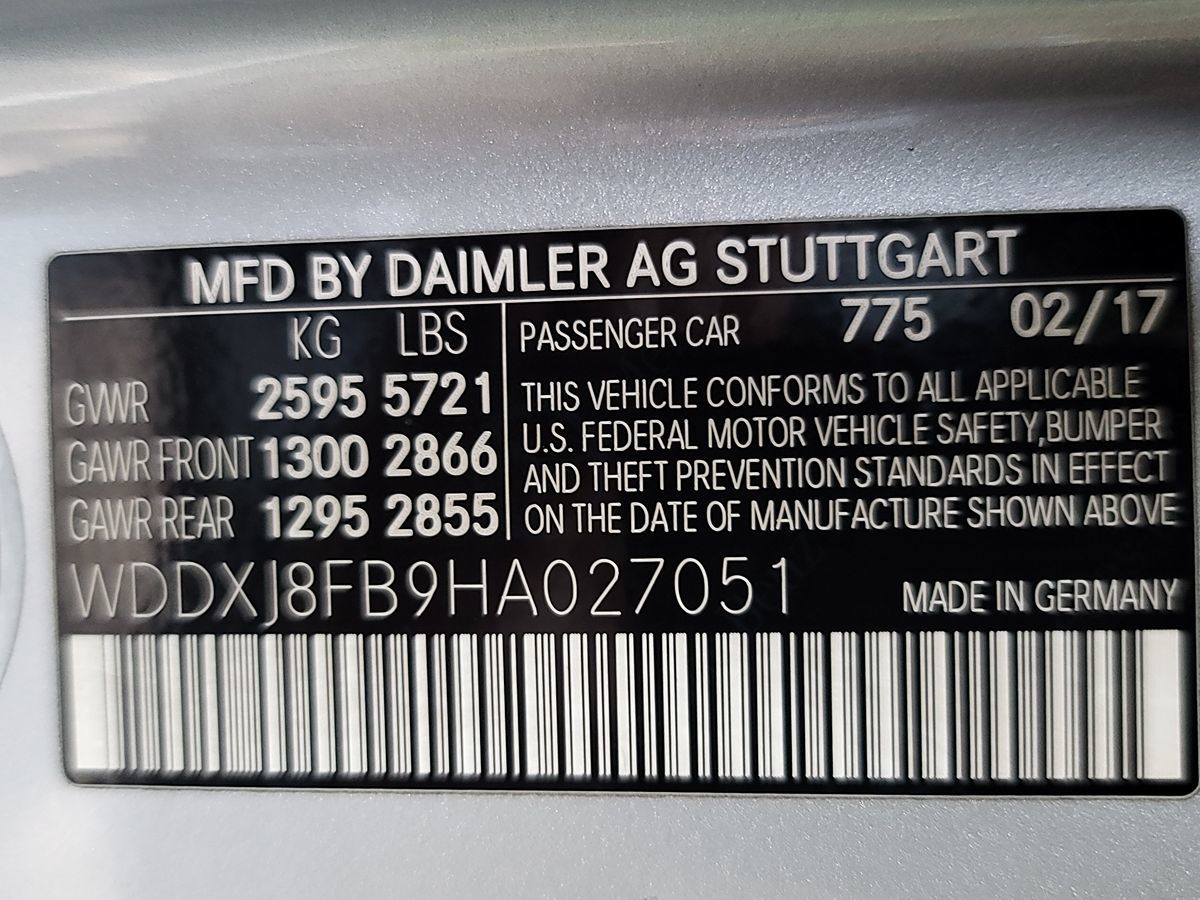 MFD BY DAIMLER AG STUTTGART
KG LBS
GVWR 2595 5721
GAWR FRONT 1300 2866
GAWR REAR 1295 2855
PASSENGER CAR 775 02/17
THIS VEHICLE CONFORMS TO ALL APPLICABLE
U.S. FEDERAL MOTOR VEHICLE SAFETY,BUMPER
AND THEFT PREVENTION STANDARDS IN EFFECT
ON THE DATE OF MANUFACTURE SHOWN ABOVE
WDDXJ8FB9HA027051
MADE IN GERMANY